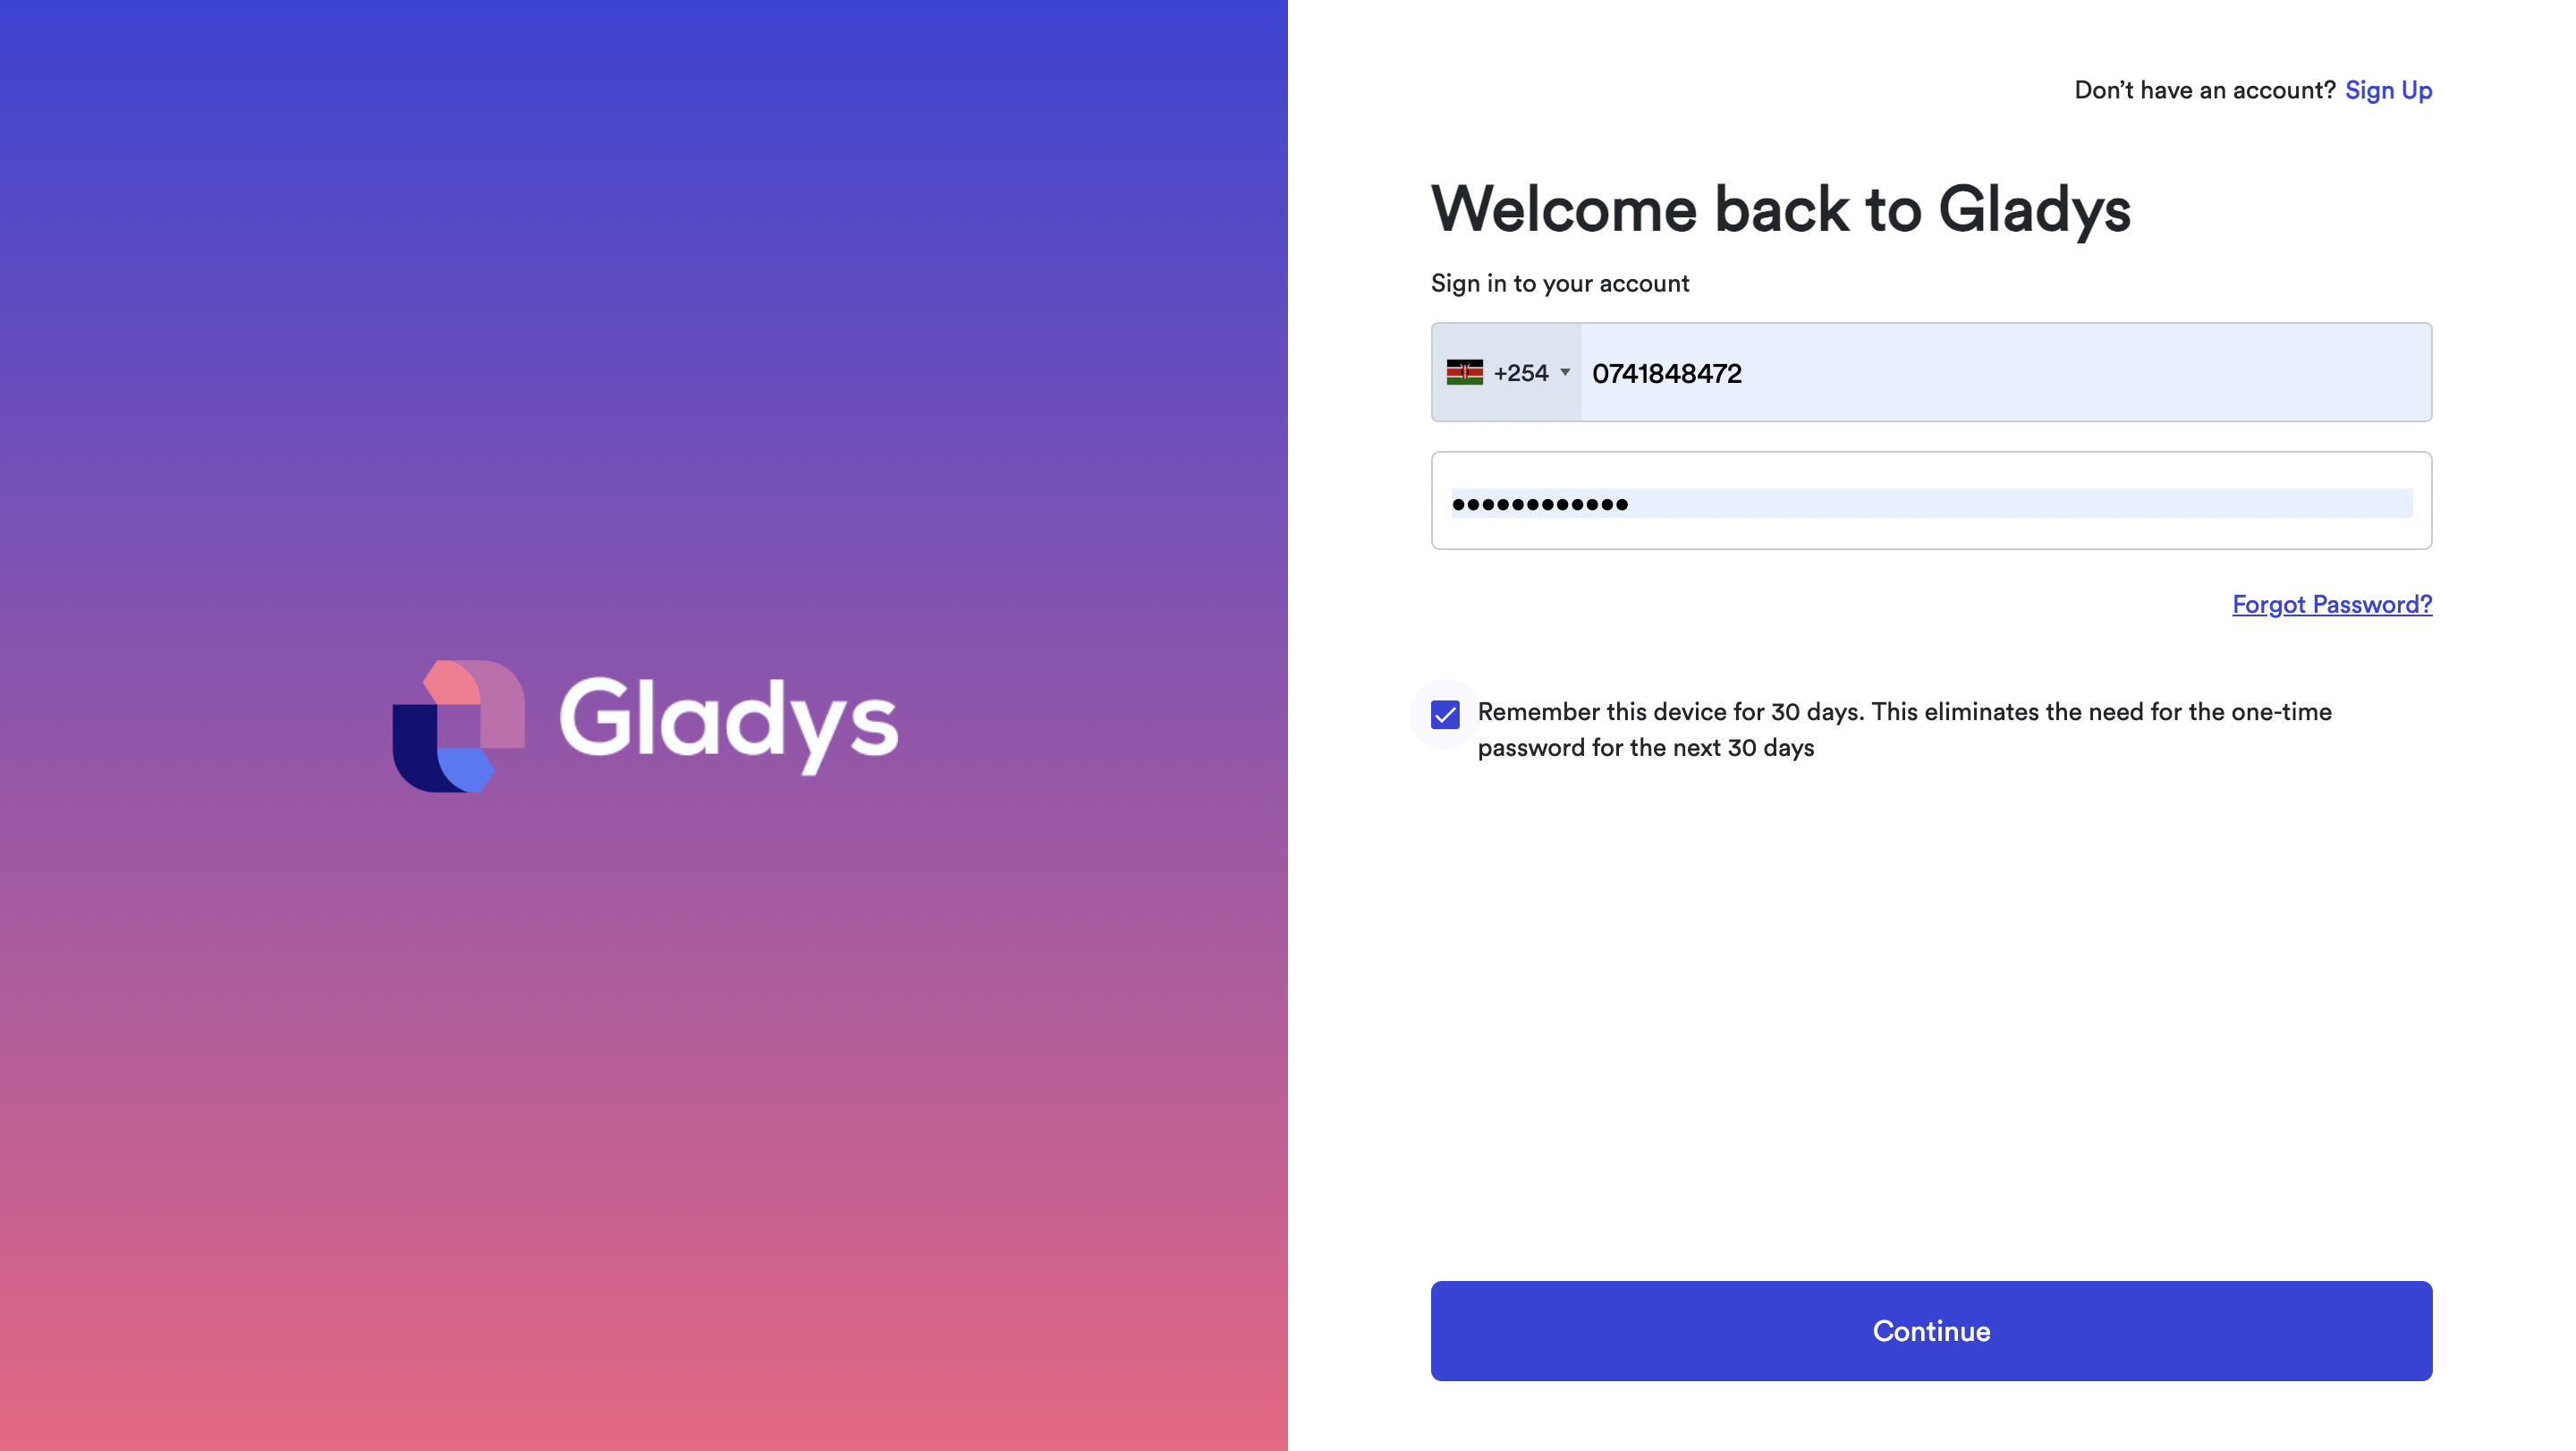 Don’t have an account? Sign Up
Welcome back to Gladys
Sign in to your account
+254 0741848472
••••••••••••
Forgot Password?
Gladys
Remember this device for 30 days. This eliminates the need for the one-time
password for the next 30 days
Continue